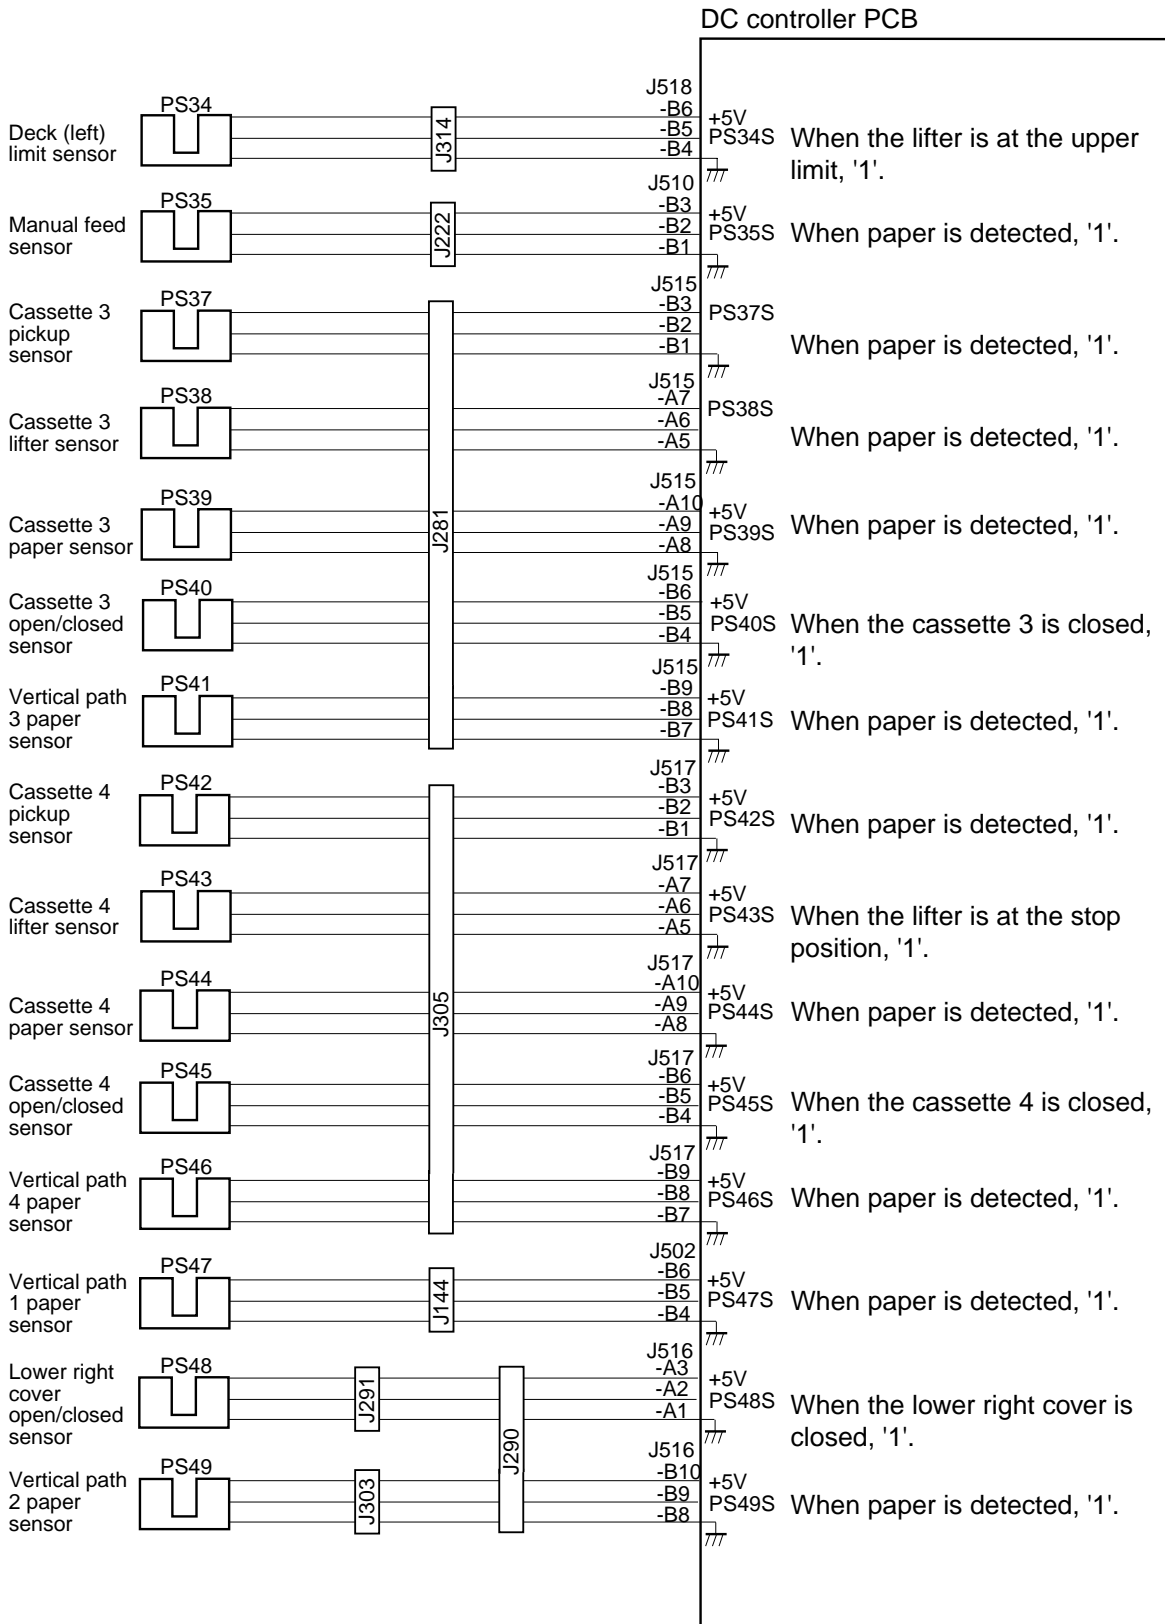 DC controller PCB
Deck (left)
limit sensor
PS34
J314
J518
-B6
-B5
-B4
+5V
PS34S
When the lifter is at the upper
limit, '1'.
Manual feed
sensor
PS35
J222
J510
-B3
-B2
-B1
+5V
PS35S
When paper is detected, '1'.
Cassette 3
pickup
sensor
PS37
J281
J515
-B3
-B2
-B1
PS37S
When paper is detected, '1'.
Cassette 3
lifter sensor
PS38
J515
-A7
-A6
-A5
PS38S
When paper is detected, '1'.
Cassette 3
paper sensor
PS39
J515
-A10
-A9
-A8
+5V
PS39S
When paper is detected, '1'.
Cassette 3
open/closed
sensor
PS40
J515
-B6
-B5
-B4
+5V
PS40S
When the cassette 3 is closed,
'1'.
Vertical path
3 paper
sensor
PS41
J515
-B9
-B8
-B7
+5V
PS41S
When paper is detected, '1'.
Cassette 4
pickup
sensor
PS42
J305
J517
-B3
-B2
-B1
+5V
PS42S
When paper is detected, '1'.
Cassette 4
lifter sensor
PS43
J517
-A7
-A6
-A5
+5V
PS43S
When the lifter is at the stop
position, '1'.
Cassette 4
paper sensor
PS44
J517
-A10
-A9
-A8
+5V
PS44S
When paper is detected, '1'.
Cassette 4
open/closed
sensor
PS45
J517
-B6
-B5
-B4
+5V
PS45S
When the cassette 4 is closed,
'1'.
Vertical path
4 paper
sensor
PS46
J517
-B9
-B8
-B7
+5V
PS46S
When paper is detected, '1'.
Vertical path
1 paper
sensor
PS47
J144
J502
-B6
-B5
-B4
+5V
PS47S
When paper is detected, '1'.
Lower right
cover
open/closed
sensor
PS48
J291
J290
J516
-A3
-A2
-A1
+5V
PS48S
When the lower right cover is
closed, '1'.
Vertical path
2 paper
sensor
PS49
J303
J516
-B10
-B9
-B8
+5V
PS49S
When paper is detected, '1'.